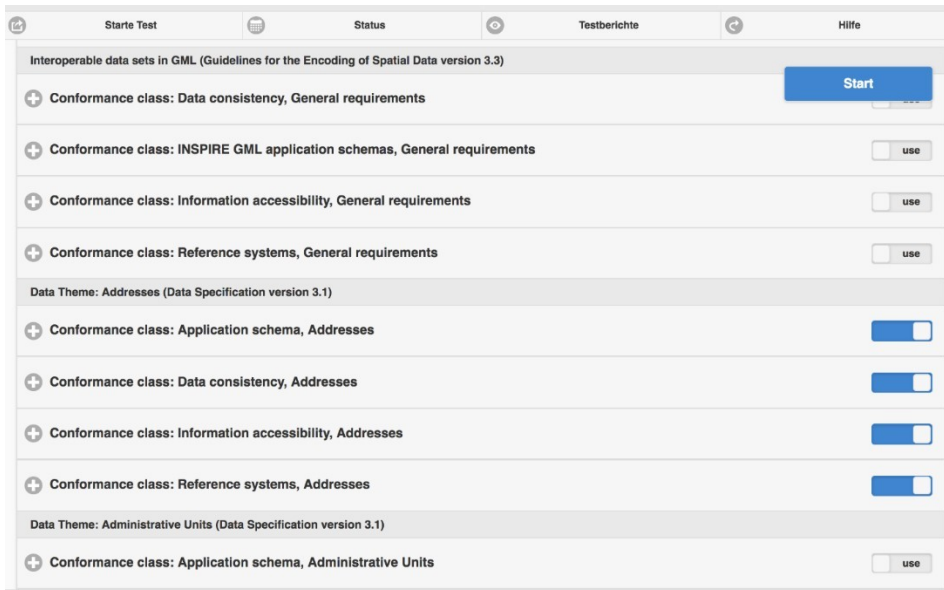 Starte Test
Status
Testberichte
Hilfe
Interoperable data sets in GML (Guidelines for the Encoding of Spatial Data version 3.3)
Start
Conformance class: Data consistency, General requirements
Conformance class: INSPIRE GML application schemas, General requirements
use
Conformance class: Information accessibility, General requirements
use
Conformance class: Reference systems, General requirements
use
Data Theme: Addresses (Data Specification version 3.1)
Conformance class: Application schema, Addresses
Conformance class: Data consistency, Addresses
Conformance class: Information accessibility, Addresses
Conformance class: Reference systems, Addresses
Data Theme: Administrative Units (Data Specification version 3.1)
Conformance class: Application schema, Administrative Units
use